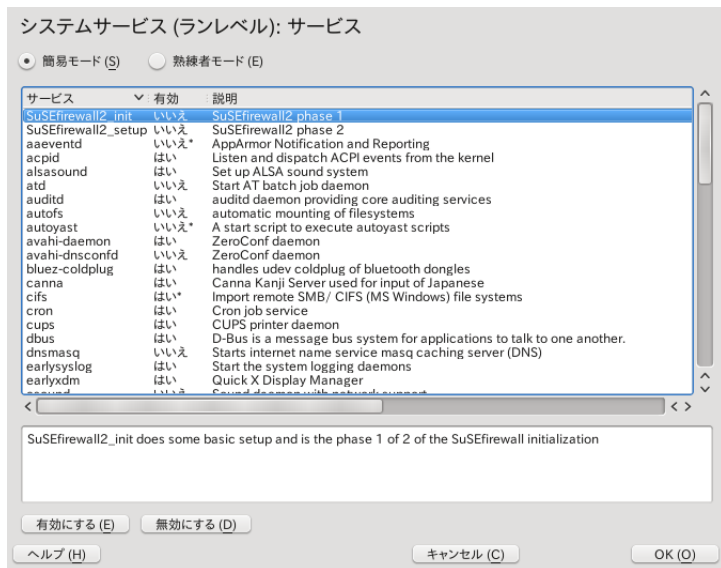 システムサービス (ランレベル): サービス
簡易モード (S) 熟練者モード (E)
サービス 有効 説明
SuSEfirewall2_init いいえ SuSEfirewall2 phase 1
SuSEfirewall2_setup いいえ SuSEfirewall2 phase 2
aaeventd いいえ* AppArmor Notification and Reporting
acpid はい Listen and dispatch ACPI events from the kernel
alsasound はい Set up ALSA sound system
atd いいえ Start AT batch job daemon
auditd はい auditd daemon providing core auditing services
autofs いいえ automatic mounting of filesystems
autoyast いいえ* A start script to execute autoyast scripts
avahi-daemon はい ZeroConf daemon
avahi-dnsconfd いいえ ZeroConf daemon
bluez-coldplug はい handles udev coldplug of bluetooth dongles
canna はい Canna Kanji Server used for input of Japanese
cifs はい* Import remote SMB/ CIFS (MS Windows) file systems
cron はい Cron job service
cups はい CUPS printer daemon
dbus はい D-Bus is a message bus system for applications to talk to one another.
dnsmasq いいえ Starts internet name service masq caching server (DNS)
earlysyslog はい Start the system logging daemons
earlyxdm はい Quick X Display Manager
esound いいえ Sound daemon with network support
SuSEfirewall2_init does some basic setup and is the phase 1 of 2 of the SuSEfirewall initialization
有効にする (E) 無効にする (D)
ヘルプ (H) キャンセル (C) OK (O)